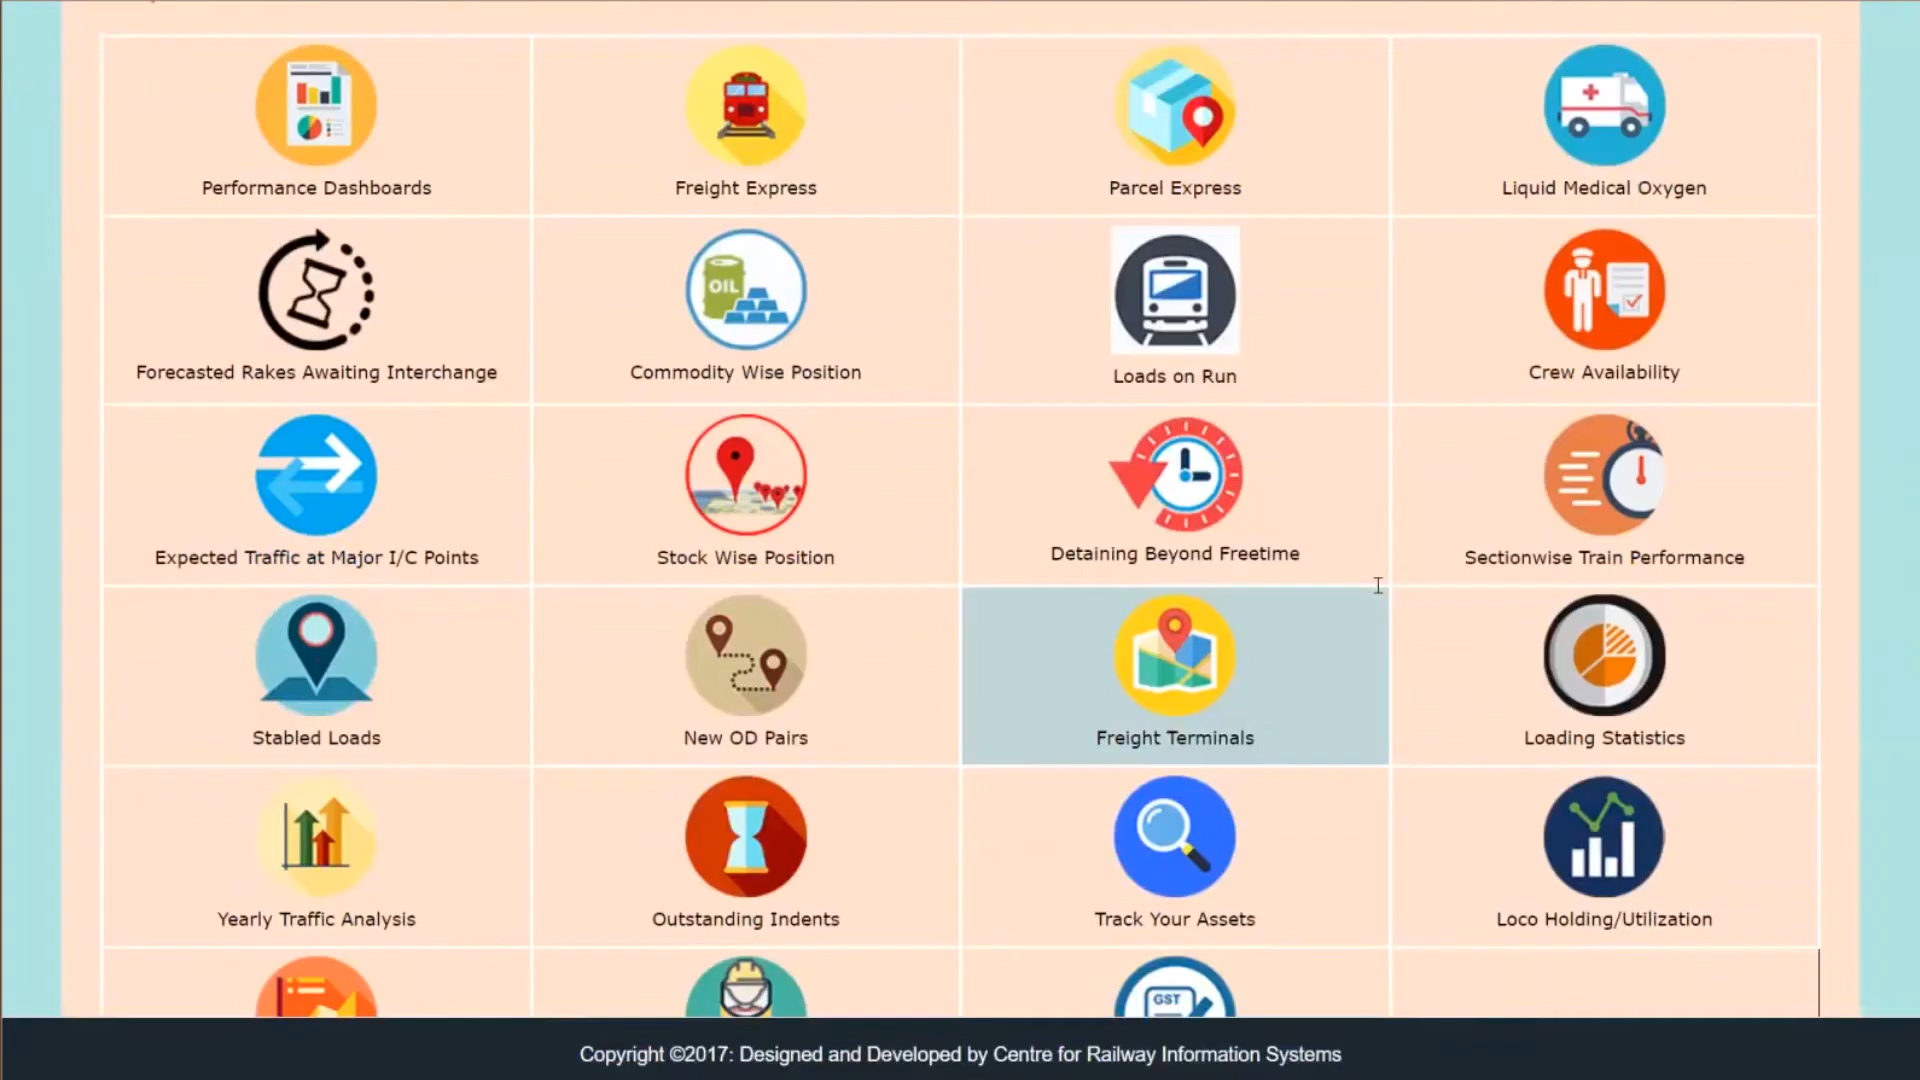 Performance Dashboards
Freight Express
Parcel Express
Liquid Medical Oxygen
OIL
Forecasted Rakes Awaiting Interchange
Commodity Wise Position
Loads on Run
Crew Availability
Expected Traffic at Major I/C Points
Stock Wise Position
Detaining Beyond Freetime
Sectionwise Train Performance
Stabled Loads
New OD Pairs
Freight Terminals
Loading Statistics
Yearly Traffic Analysis
Outstanding Indents
Track Your Assets
Loco Holding/Utilization
GST
Copyright ©2017: Designed and Developed by Centre for Railway Information Systems